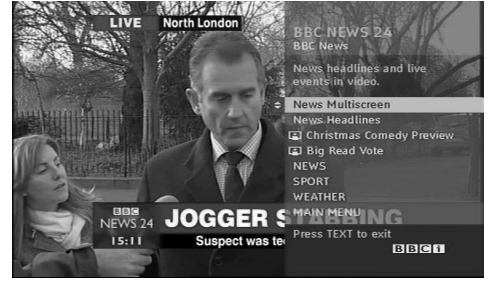 LIVE North London
BBC NEWS 24
BBC News
News headlines and live
events in video.
News Multiscreen
News Headlines
Christmas Comedy Preview
Big Read Vote
NEWS
SPORT
WEATHER
MAIN MENU
Press TEXT to exit
BBCi
BBC
NEWS 24
15:11
JOGGER STABBING
Suspect was